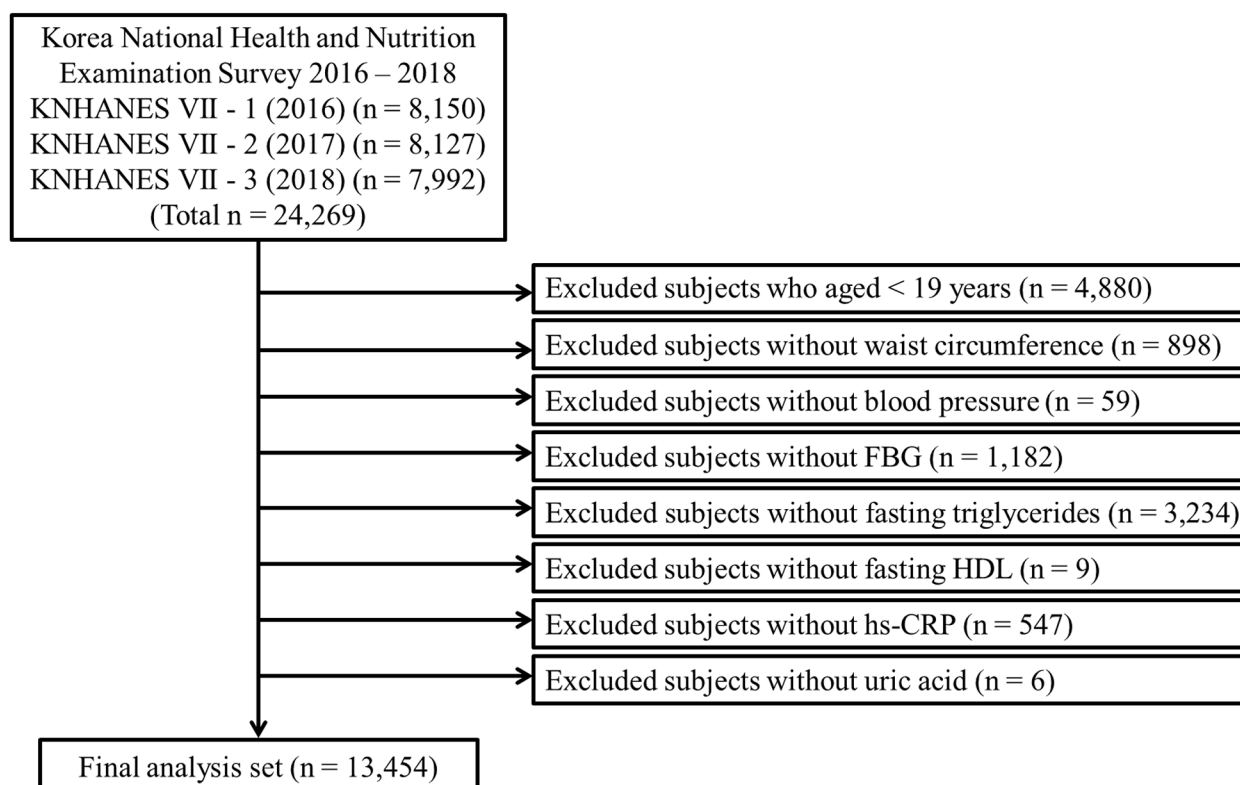 Korea National Health and Nutrition
Examination Survey 2016 – 2018
KNHANES VII - 1 (2016) (n = 8,150)
KNHANES VII - 2 (2017) (n = 8,127)
KNHANES VII - 3 (2018) (n = 7,992)
(Total n = 24,269)
Excluded subjects who aged < 19 years (n = 4,880)
Excluded subjects without waist circumference (n = 898)
Excluded subjects without blood pressure (n = 59)
Excluded subjects without FBG (n = 1,182)
Excluded subjects without fasting triglycerides (n = 3,234)
Excluded subjects without fasting HDL (n = 9)
Excluded subjects without hs-CRP (n = 547)
Excluded subjects without uric acid (n = 6)
Final analysis set (n = 13,454)